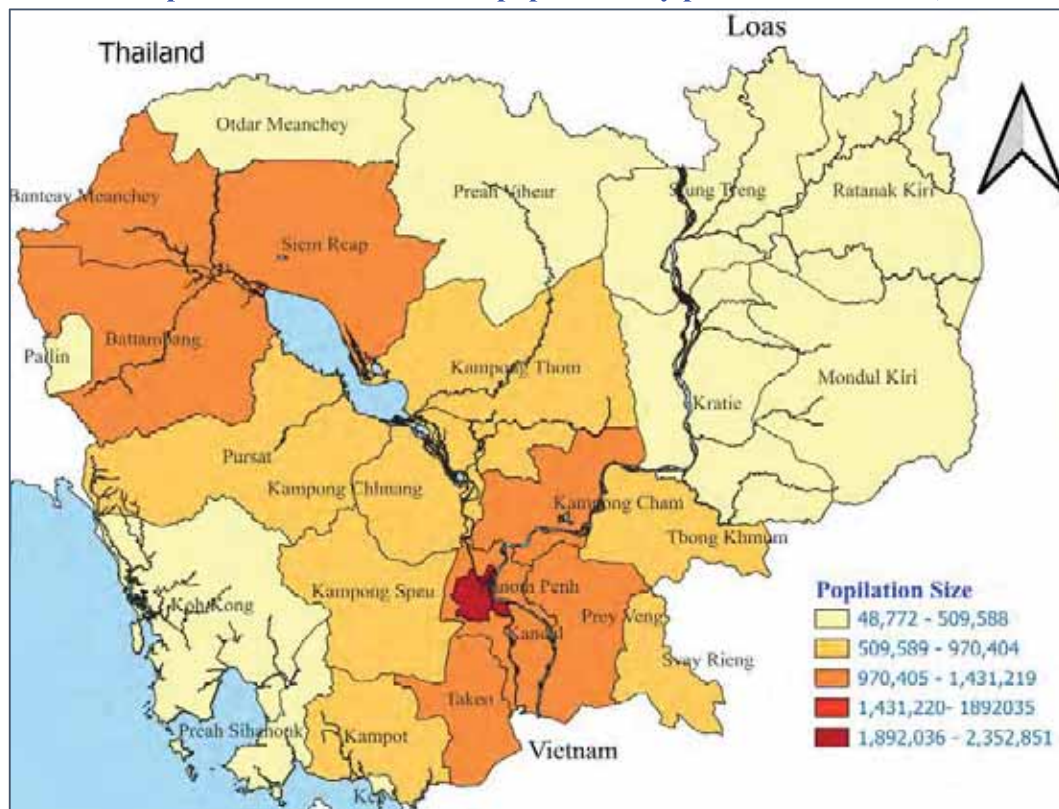 Thailand
Loas
Otdar Meanchey
Banteay Meanchey
Preah Vihear
Stung Treng
Ratanak Kiri
Siem Reap
Battambang
Pailin
Kampong Thom
Mondul Kiri
Kratie
Pursat
Kampong Chhnang
Kampong Cham
Tbong Khmum
Koh Kong
Kampong Speu
Phnom Penh
Prey Veng
Kandal
Svay Rieng
Takeo
Preah Sihanouk
Kampot
Vietnam
Kep
Popilation Size
48,772 - 509,588
509,589 - 970,404
970,405 - 1,431,219
1,431,220- 1892035
1,892,036 - 2,352,851